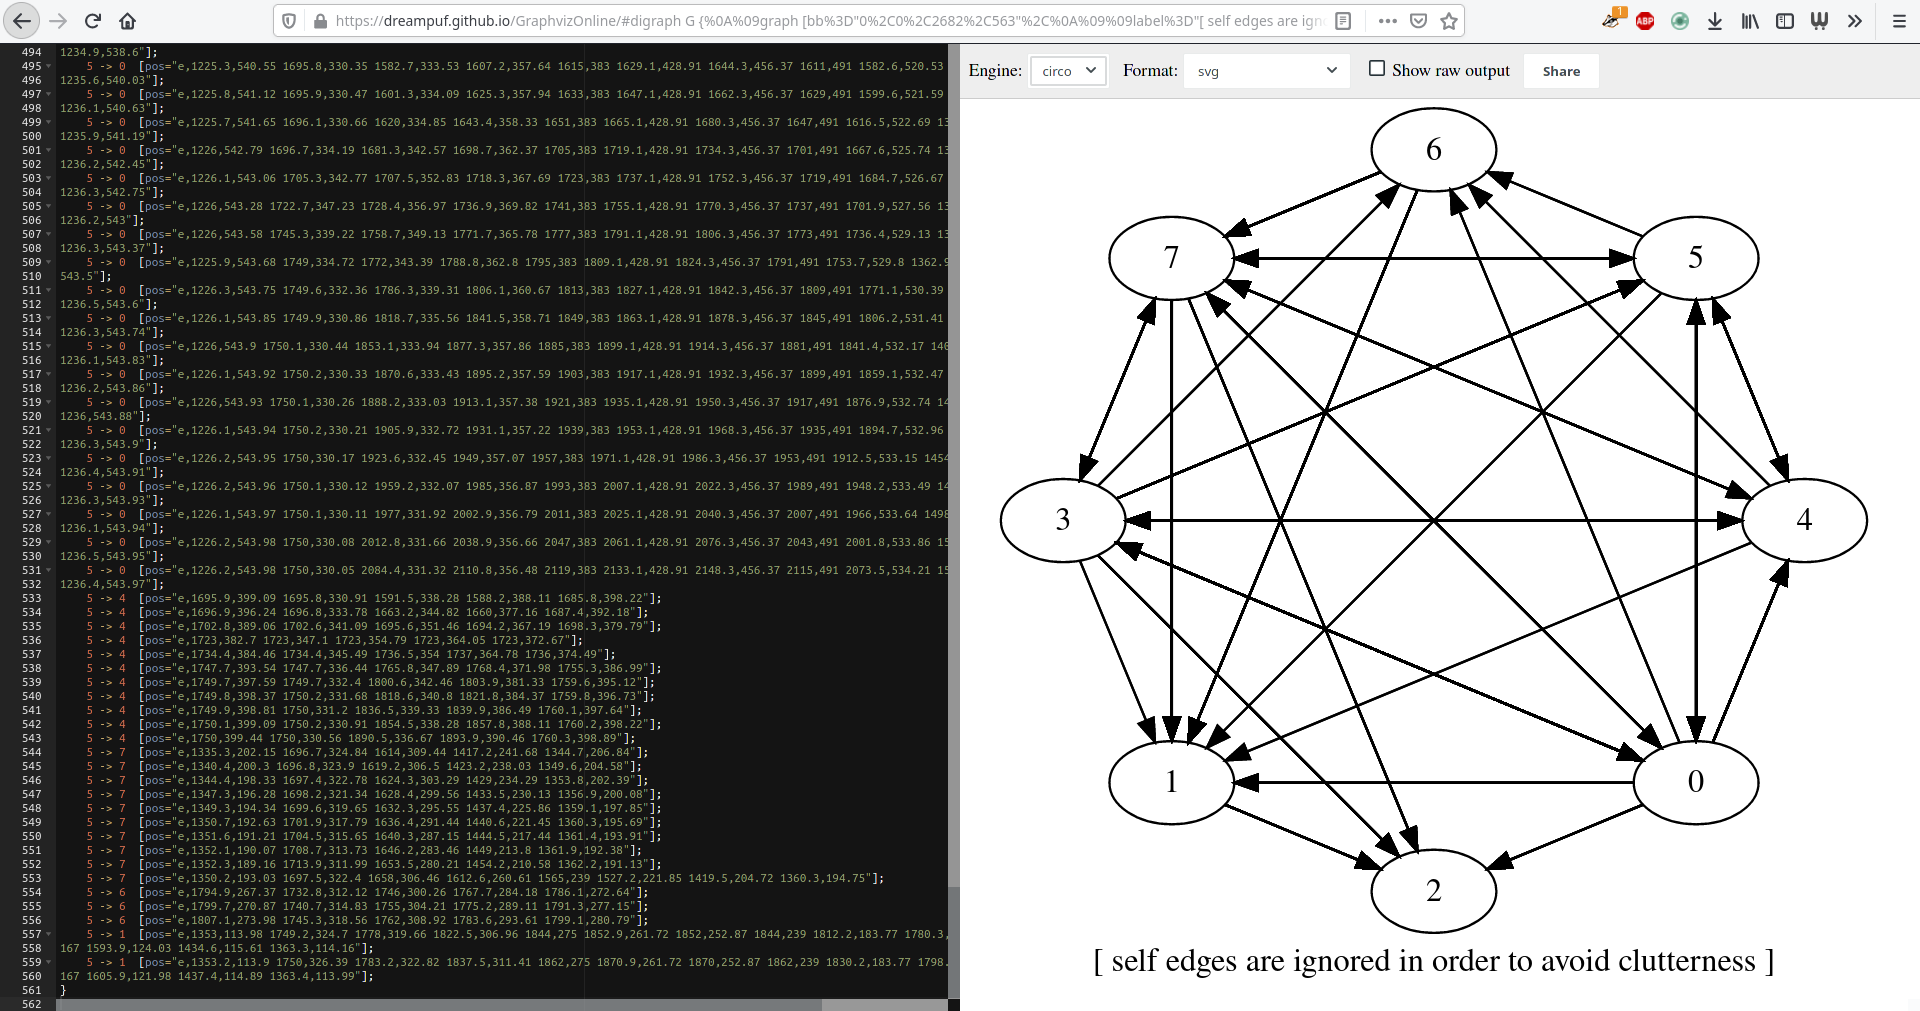 https://dreampuf.github.io/GraphvizOnline/#digraph G {%0A%09graph [bb%3D"0%2C0%2C2682%2C563"%2C%0A%09%09label%3D"[ self edges are ign
494 1234.9,538.6"];
495 5 -> 0 [pos="e,1225.3,540.55 1695.8,330.35 1582.7,333.53 1607.2,357.64 1615,383 1629.1,428.91 1644.3,456.37 1611,491 1582.6,520.53
496 1235.6,540.03"];
497 5 -> 0 [pos="e,1225.8,541.12 1695.9,330.47 1601.3,334.09 1625.3,357.94 1633,383 1647.1,428.91 1662.3,456.37 1629,491 1599.6,521.59
498 1236.1,540.63"];
499 5 -> 0 [pos="e,1225.7,541.65 1696.1,330.66 1620,334.85 1643.4,358.33 1651,383 1665.1,428.91 1680.3,456.37 1647,491 1616.5,522.69 13
500 1235.9,541.19"];
501 5 -> 0 [pos="e,1226,542.79 1696.7,334.19 1681.3,342.57 1698.7,362.37 1705,383 1719.1,428.91 1734.3,456.37 1701,491 1667.6,525.74 13
502 1236.2,542.45"];
503 5 -> 0 [pos="e,1226.1,543.06 1705.3,342.77 1707.5,352.83 1718.3,367.69 1723,383 1737.1,428.91 1752.3,456.37 1719,491 1684.7,526.67
504 1236.3,542.75"];
505 5 -> 0 [pos="e,1226,543.28 1722.7,347.23 1728.4,356.97 1736.9,369.82 1741,383 1755.1,428.91 1770.3,456.37 1737,491 1701.9,527.56 13
506 1236.2,543"];
507 5 -> 0 [pos="e,1226,543.58 1745.3,339.22 1758.7,349.13 1771.7,365.78 1777,383 1791.1,428.91 1806.3,456.37 1773,491 1736.4,529.13 13
508 1236.3,543.37"];
509 5 -> 0 [pos="e,1225.9,543.68 1749,334.72 1772,343.39 1788.8,362.8 1795,383 1809.1,428.91 1824.3,456.37 1791,491 1753.7,529.8 1362.9
510 543.5"];
511 5 -> 0 [pos="e,1226.3,543.75 1749.6,332.36 1786.3,339.31 1806.1,360.67 1813,383 1827.1,428.91 1842.3,456.37 1809,491 1771.1,530.39
512 1236.5,543.6"];
513 5 -> 0 [pos="e,1226.1,543.85 1749.9,330.86 1818.7,335.56 1841.5,358.71 1849,383 1863.1,428.91 1878.3,456.37 1845,491 1806.2,531.41
514 1236.3,543.74"];
515 5 -> 0 [pos="e,1226,543.9 1750.1,330.44 1853.1,333.94 1877.3,357.86 1885,383 1899.1,428.91 1914.3,456.37 1881,491 1841.4,532.17 140
516 1236.1,543.83"];
517 5 -> 0 [pos="e,1226.1,543.92 1750.2,330.33 1870.6,333.43 1895.2,357.59 1903,383 1917.1,428.91 1932.3,456.37 1899,491 1859.1,532.47
518 1236.2,543.86"];
519 5 -> 0 [pos="e,1226,543.93 1750.1,330.26 1888.2,333.03 1913.1,357.38 1921,383 1935.1,428.91 1950.3,456.37 1917,491 1876.9,532.74 14
520 1236,543.88"];
521 5 -> 0 [pos="e,1226.1,543.94 1750.2,330.21 1905.9,332.72 1931.1,357.22 1939,383 1953.1,428.91 1968.3,456.37 1935,491 1894.7,532.96
522 1236.3,543.9"];
523 5 -> 0 [pos="e,1226.2,543.95 1750,330.17 1923.6,332.45 1949,357.07 1957,383 1971.1,428.91 1986.3,456.37 1953,491 1912.5,533.15 1454
524 1236.4,543.91"];
525 5 -> 0 [pos="e,1226.2,543.96 1750.1,330.12 1959.2,332.07 1985,356.87 1993,383 2007.1,428.91 2022.3,456.37 1989,491 1948.2,533.49 14
526 1236.3,543.93"];
527 5 -> 0 [pos="e,1226.1,543.97 1750.1,330.11 1977,331.92 2002.9,356.79 2011,383 2025.1,428.91 2040.3,456.37 2007,491 1966,533.64 1498
528 1236.1,543.94"];
529 5 -> 0 [pos="e,1226.2,543.98 1750,330.08 2012.8,331.66 2038.9,356.66 2047,383 2061.1,428.91 2076.3,456.37 2043,491 2001.8,533.86 15
530 1236.5,543.95"];
531 5 -> 0 [pos="e,1226.2,543.98 1750,330.05 2084.4,331.32 2110.8,356.48 2119,383 2133.1,428.91 2148.3,456.37 2115,491 2073.5,534.21 15
532 1236.4,543.97"];
533 5 -> 4 [pos="e,1695.9,399.09 1695.8,330.91 1591.5,338.28 1588.2,388.11 1685.8,398.22"];
534 5 -> 4 [pos="e,1696.9,396.24 1696.8,333.78 1663.2,344.82 1660,377.16 1687.4,392.18"];
535 5 -> 4 [pos="e,1702.8,389.06 1702.6,341.09 1695.6,351.46 1694.2,367.19 1698.3,379.79"];
536 5 -> 4 [pos="e,1723,382.7 1723,347.1 1723,354.79 1723,364.05 1723,372.67"];
537 5 -> 4 [pos="e,1734.4,384.46 1734.4,345.49 1736.5,354 1737,364.78 1736,374.49"];
538 5 -> 4 [pos="e,1747.7,393.54 1747.7,336.44 1765.8,347.89 1768.4,371.98 1755.3,386.99"];
539 5 -> 4 [pos="e,1749.7,397.59 1749.7,332.4 1800.6,342.46 1803.9,381.33 1759.6,395.12"];
540 5 -> 4 [pos="e,1749.8,398.37 1750.2,331.68 1818.6,340.8 1821.8,384.37 1759.8,396.73"];
541 5 -> 4 [pos="e,1749.9,398.81 1750,331.2 1836.5,339.33 1839.9,386.49 1760.1,397.64"];
542 5 -> 4 [pos="e,1750.1,399.09 1750.2,330.91 1854.5,338.28 1857.8,388.11 1760.2,398.22"];
543 5 -> 4 [pos="e,1750,399.44 1750,330.56 1890.5,336.67 1893.9,390.46 1760.3,398.89"];
544 5 -> 7 [pos="e,1335.3,202.15 1696.7,324.84 1614,309.44 1417.2,241.68 1344.7,206.84"];
545 5 -> 7 [pos="e,1340.4,200.3 1696.8,323.9 1619.2,306.5 1423.2,238.03 1349.6,204.58"];
546 5 -> 7 [pos="e,1344.4,198.33 1697.4,322.78 1624.3,303.29 1429,234.29 1353.8,202.39"];
547 5 -> 7 [pos="e,1347.3,196.28 1698.2,321.34 1628.4,299.56 1433.5,230.13 1356.9,200.08"];
548 5 -> 7 [pos="e,1349.3,194.34 1699.6,319.65 1632.3,295.55 1437.4,225.86 1359.1,197.85"];
549 5 -> 7 [pos="e,1350.7,192.63 1701.9,317.79 1636.4,291.44 1440.6,221.45 1360.3,195.69"];
550 5 -> 7 [pos="e,1351.6,191.21 1704.5,315.65 1640.3,287.15 1444.5,217.44 1361.4,193.91"];
551 5 -> 7 [pos="e,1352.1,190.07 1708.7,313.73 1646.2,283.46 1449,213.8 1361.9,192.38"];
552 5 -> 7 [pos="e,1352.3,189.16 1713.9,311.99 1653.5,280.21 1454.2,210.58 1362.2,191.13"];
553 5 -> 7 [pos="e,1350.2,193.03 1697.5,322.4 1658,306.46 1612.6,260.61 1565,239 1527.2,221.85 1419.5,204.72 1360.3,194.75"];
554 5 -> 6 [pos="e,1794.9,267.37 1732.8,312.12 1746,300.26 1767.7,284.18 1786.1,272.64"];
555 5 -> 6 [pos="e,1799.7,270.87 1740.7,314.83 1755,304.21 1775.2,289.11 1791.3,277.15"];
556 5 -> 6 [pos="e,1807.1,273.98 1745.3,318.56 1762,308.92 1783.6,293.61 1799.1,280.79"];
557 5 -> 1 [pos="e,1353,113.98 1749.2,324.7 1778,319.66 1822.5,306.96 1844,275 1852.9,261.72 1852,252.87 1844,239 1812.2,183.77 1780.3,
558 167 1593.9,124.03 1434.6,115.61 1363.3,114.16"];
559 5 -> 1 [pos="e,1353.2,113.9 1750,326.39 1783.2,322.82 1837.5,311.41 1862,275 1870.9,261.72 1870,252.87 1862,239 1830.2,183.77 1798.
560 167 1605.9,121.98 1437.4,114.89 1363.4,113.99"];
561 }
562
Engine: circo Format: svg Show raw output Share
6
7 5
3 4
1 0
2
[ self edges are ignored in order to avoid clutterness ]
1
ABP